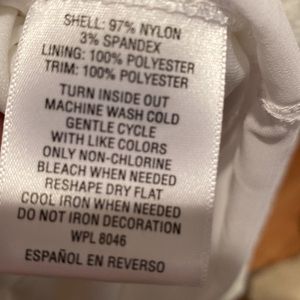 SHELL: 97% NYLON
3% SPANDEX
LINING: 100% POLYESTER
TRIM: 100% POLYESTER
TURN INSIDE OUT
MACHINE WASH COLD
GENTLE CYCLE
WITH LIKE COLORS
ONLY NON-CHLORINE
BLEACH WHEN NEEDED
RESHAPE DRY FLAT
COOL IRON WHEN NEEDED
DO NOT IRON DECORATION
WPL 8046
ESPAÑOL EN REVERSO